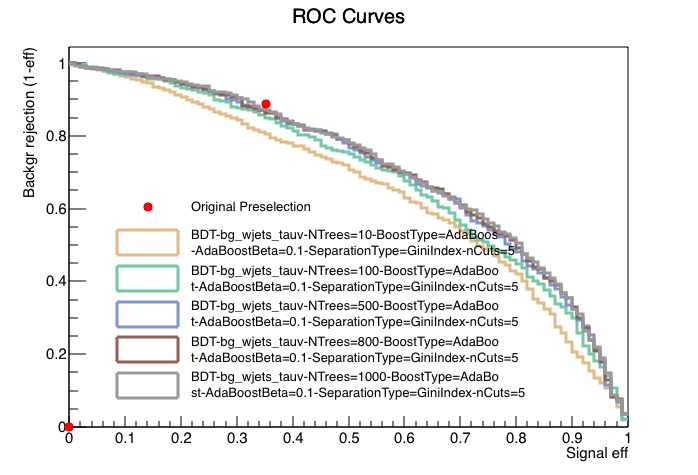 ROC Curves
Backgr rejection (1-eff)
1
0.8
0.6
0.4
0.2
0
Original Preselection
BDT-bg_wjets_tauv-NTrees=10-BoostType=AdaBoos
-AdaBoostBeta=0.1-SeparationType=GiniIndex-nCuts=5
BDT-bg_wjets_tauv-NTrees=100-BoostType=AdaBoo
t-AdaBoostBeta=0.1-SeparationType=GiniIndex-nCuts=5
BDT-bg_wjets_tauv-NTrees=500-BoostType=AdaBoo
t-AdaBoostBeta=0.1-SeparationType=GiniIndex-nCuts=5
BDT-bg_wjets_tauv-NTrees=800-BoostType=AdaBoo
t-AdaBoostBeta=0.1-SeparationType=GiniIndex-nCuts=5
BDT-bg_wjets_tauv-NTrees=1000-BoostType=AdaBo
st-AdaBoostBeta=0.1-SeparationType=GiniIndex-nCuts=5
0 0.1 0.2 0.3 0.4 0.5 0.6 0.7 0.8 0.9 1
Signal eff